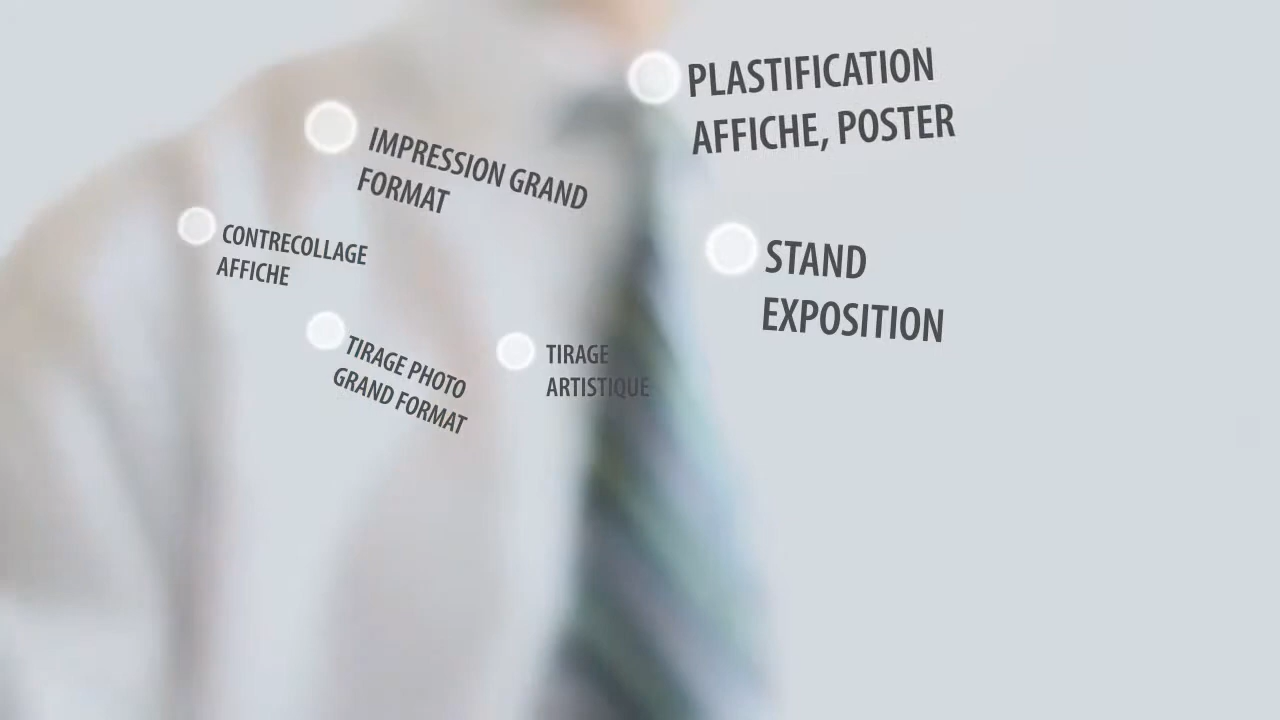 PLASTIFICATION
AFFICHE, POSTER
IMPRESSION GRAND
FORMAT
CONTRECOLLAGE
AFFICHE
STAND
EXPOSITION
TIRAGE PHOTO
GRAND FORMAT
TIRAGE
ARTISTIQUE